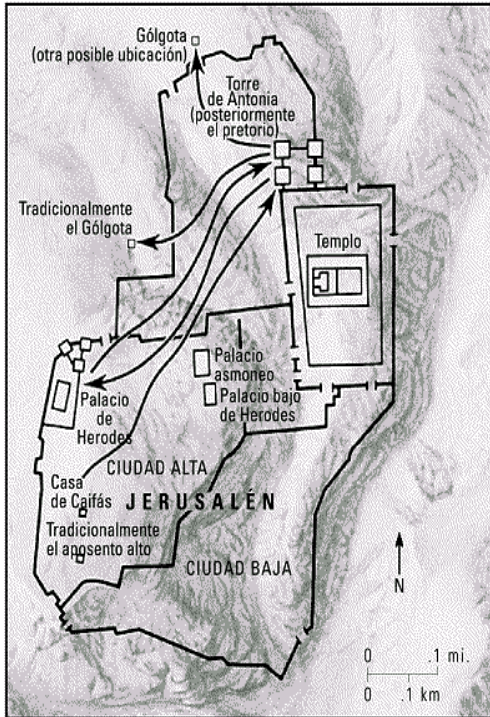 Gólgota
(otra posible ubicación)
Torre
de Antonia
(posteriormente
el pretorio)
Tradicionalmente
el Gólgota
Templo
Palacio
asmoneo
Palacio bajo
de Herodes
Palacio
de
Herodes
CIUDAD ALTA
Casa
de Caifás
JERUSALÉN
Tradicionalmente
el aposento alto
CIUDAD BAJA
N
0 .1 mi.
0 .1 km